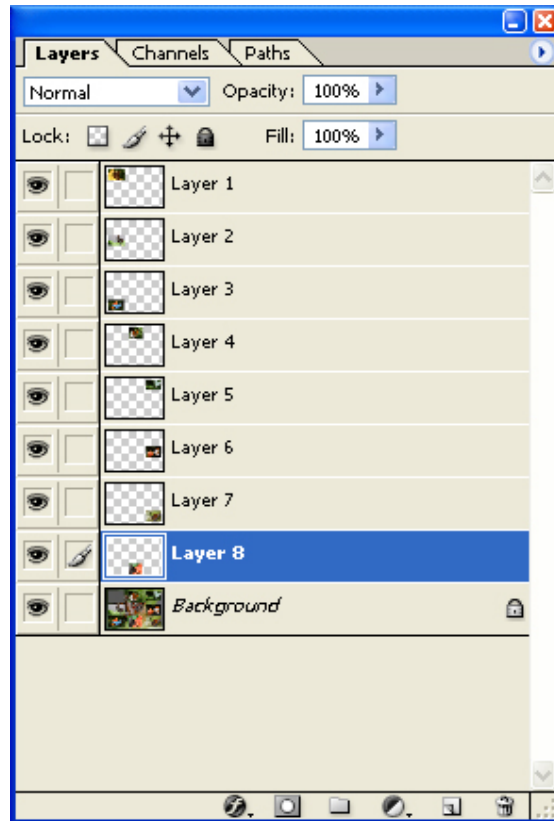 Layers Channels Paths
Normal Opacity: 100%
Lock: Fill: 100%
Layer 1
Layer 2
Layer 3
Layer 4
Layer 5
Layer 6
Layer 7
Layer 8
Background